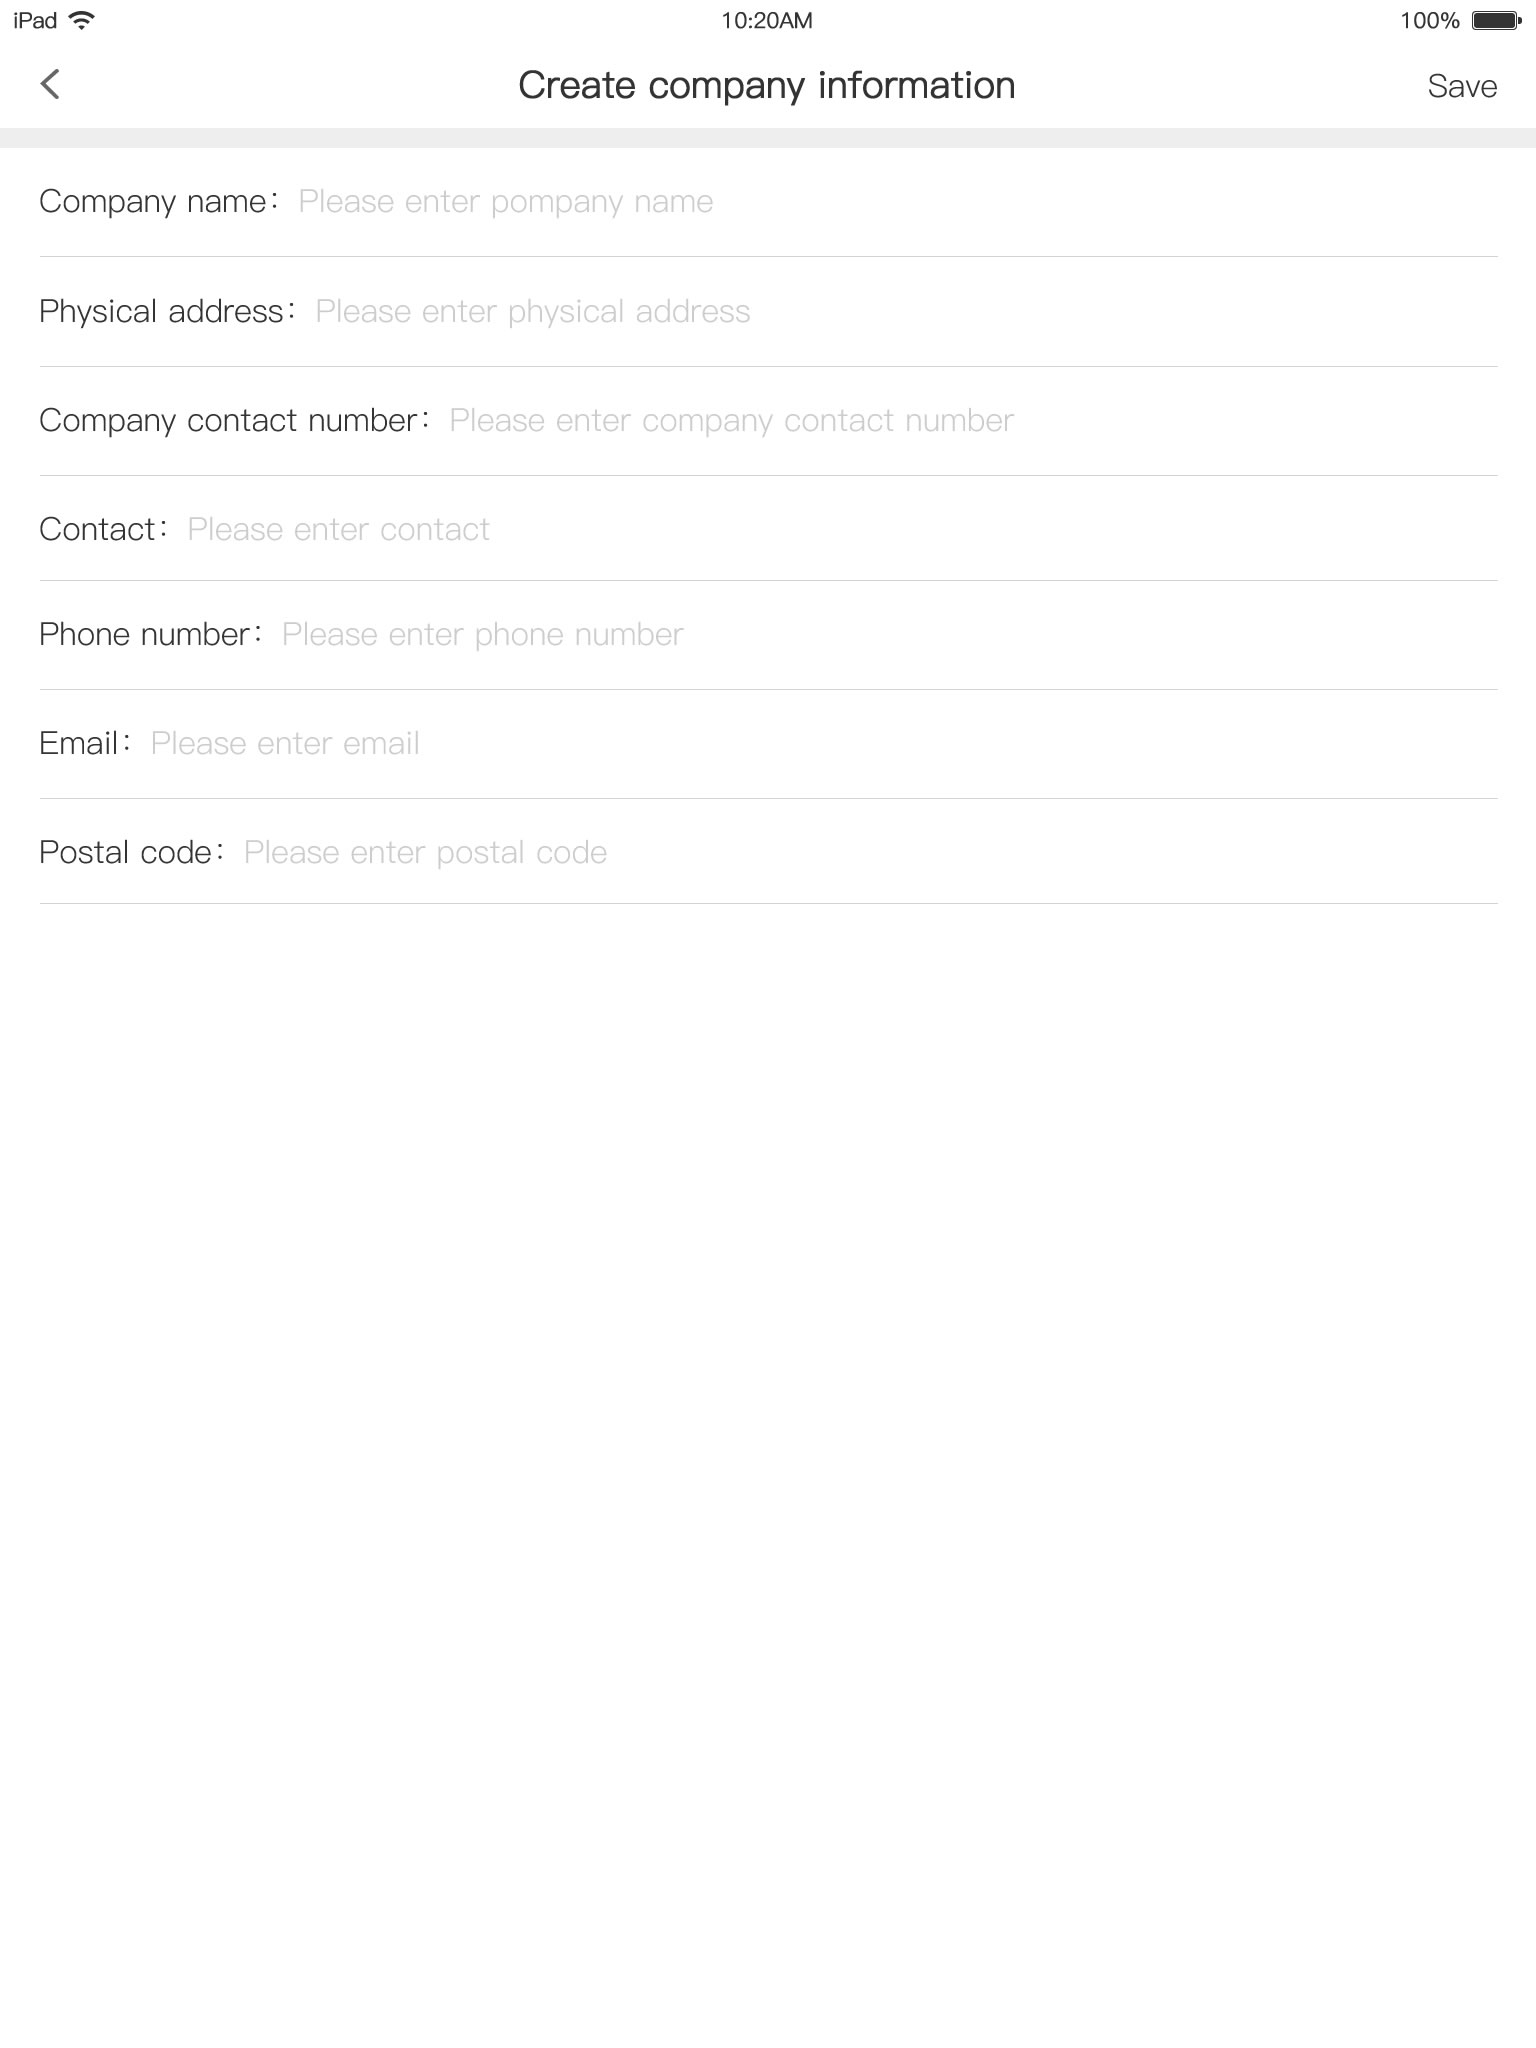 iPad 10:20AM 100%
Create company information Save
Company name： Please enter pompany name
Physical address： Please enter physical address
Company contact number： Please enter company contact number
Contact： Please enter contact
Phone number： Please enter phone number
Email： Please enter email
Postal code： Please enter postal code